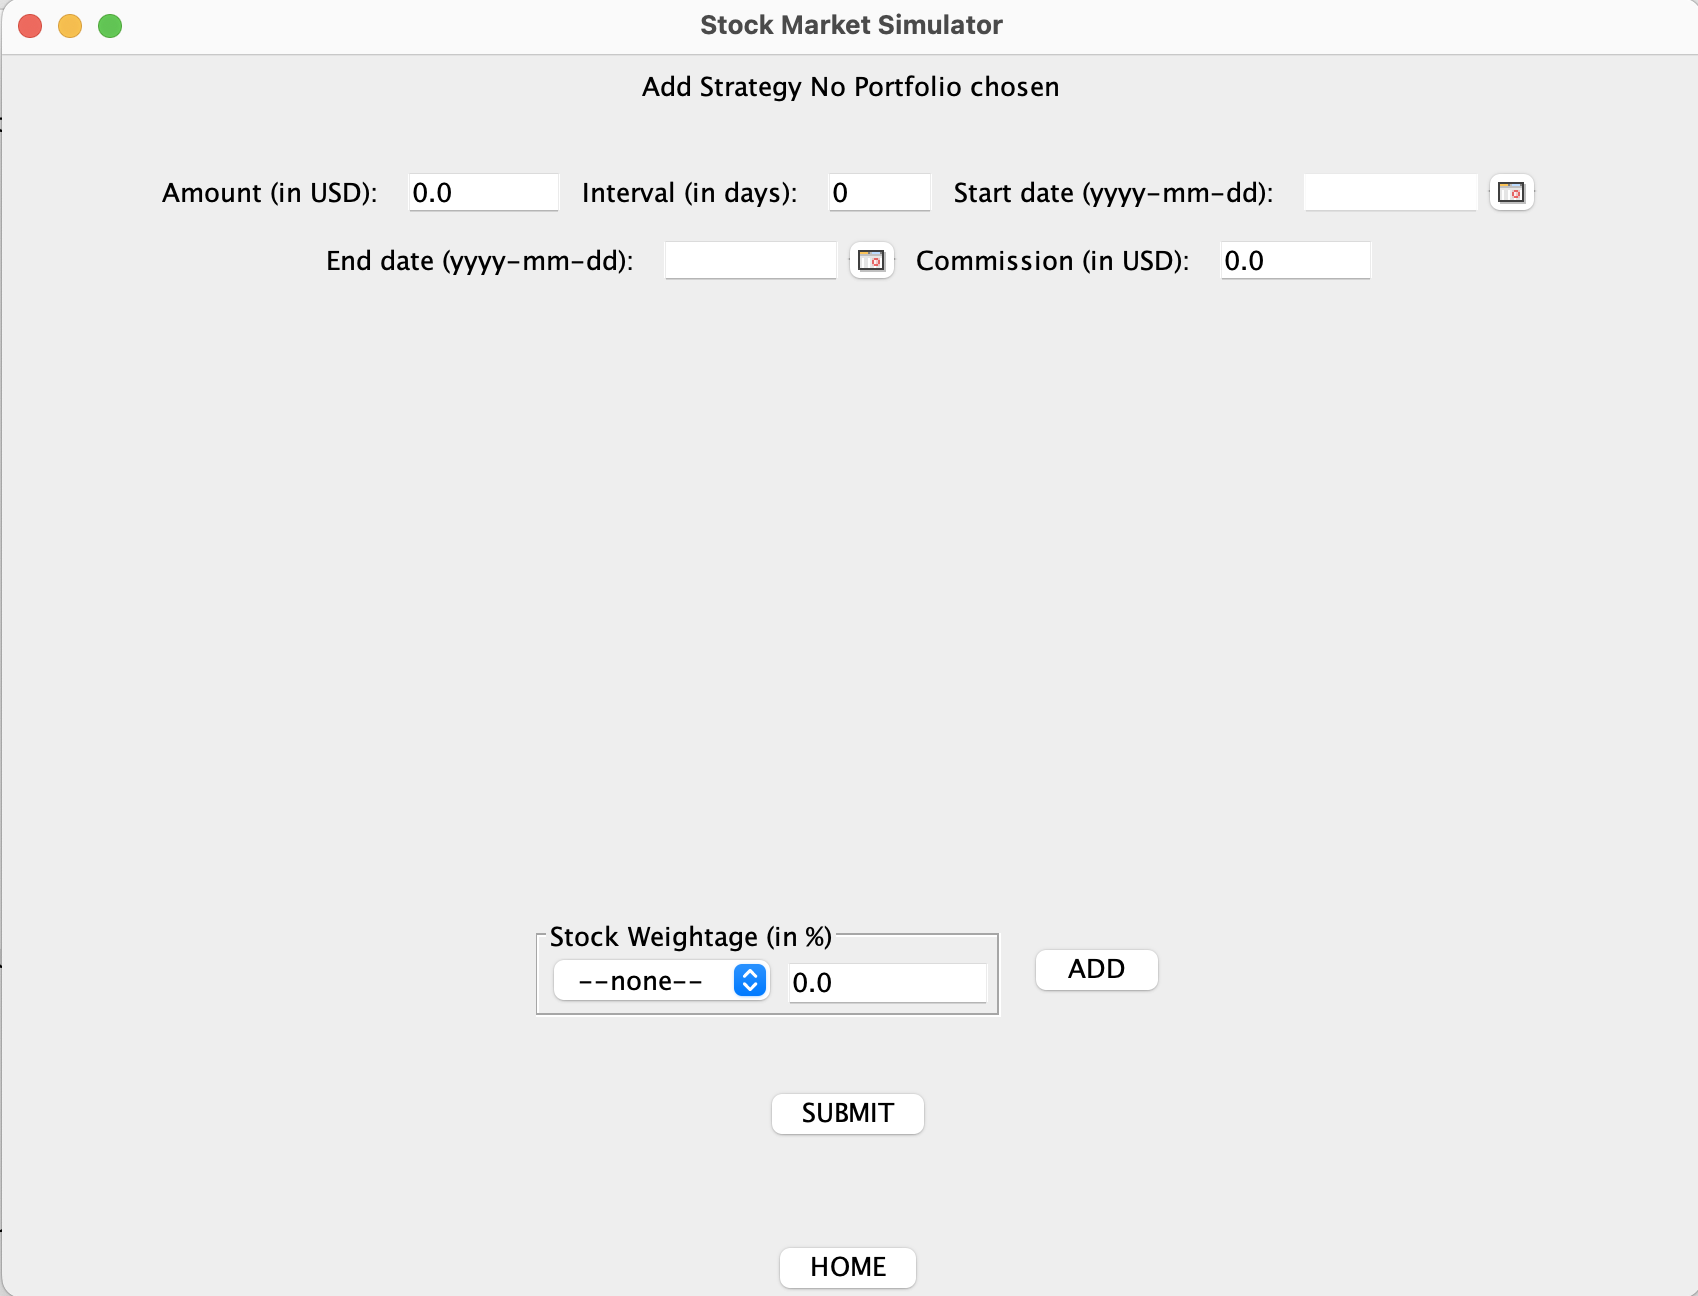 Stock Market Simulator
Add Strategy No Portfolio chosen
Amount (in USD): 0.0 Interval (in days): 0 Start date (yyyy-mm-dd):
End date (yyyy-mm-dd): Commission (in USD): 0.0
Stock Weightage (in %)
--none-- 0.0 ADD
SUBMIT
HOME